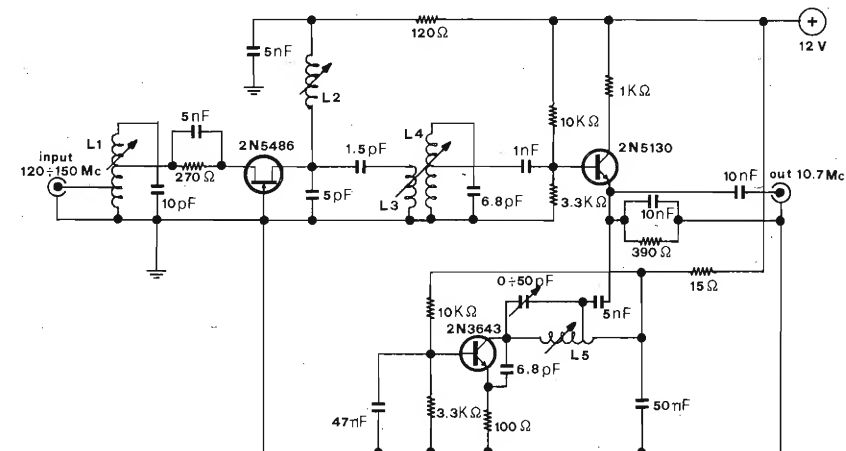 120Ω
+
12 V
5nF
L2
1KΩ
5nF
L1
2N5486
1.5pF
L4
10KΩ
2N5130
1nF
input
120÷150 Mc
270Ω
10nF
out 10.7Mc
10pF
5pF
L3
6.8pF
3.3KΩ
10nF
390Ω
0÷50pF
15Ω
10KΩ
5nF
2N3643
L5
6.8pF
47nF
3.3KΩ
100Ω
50nF